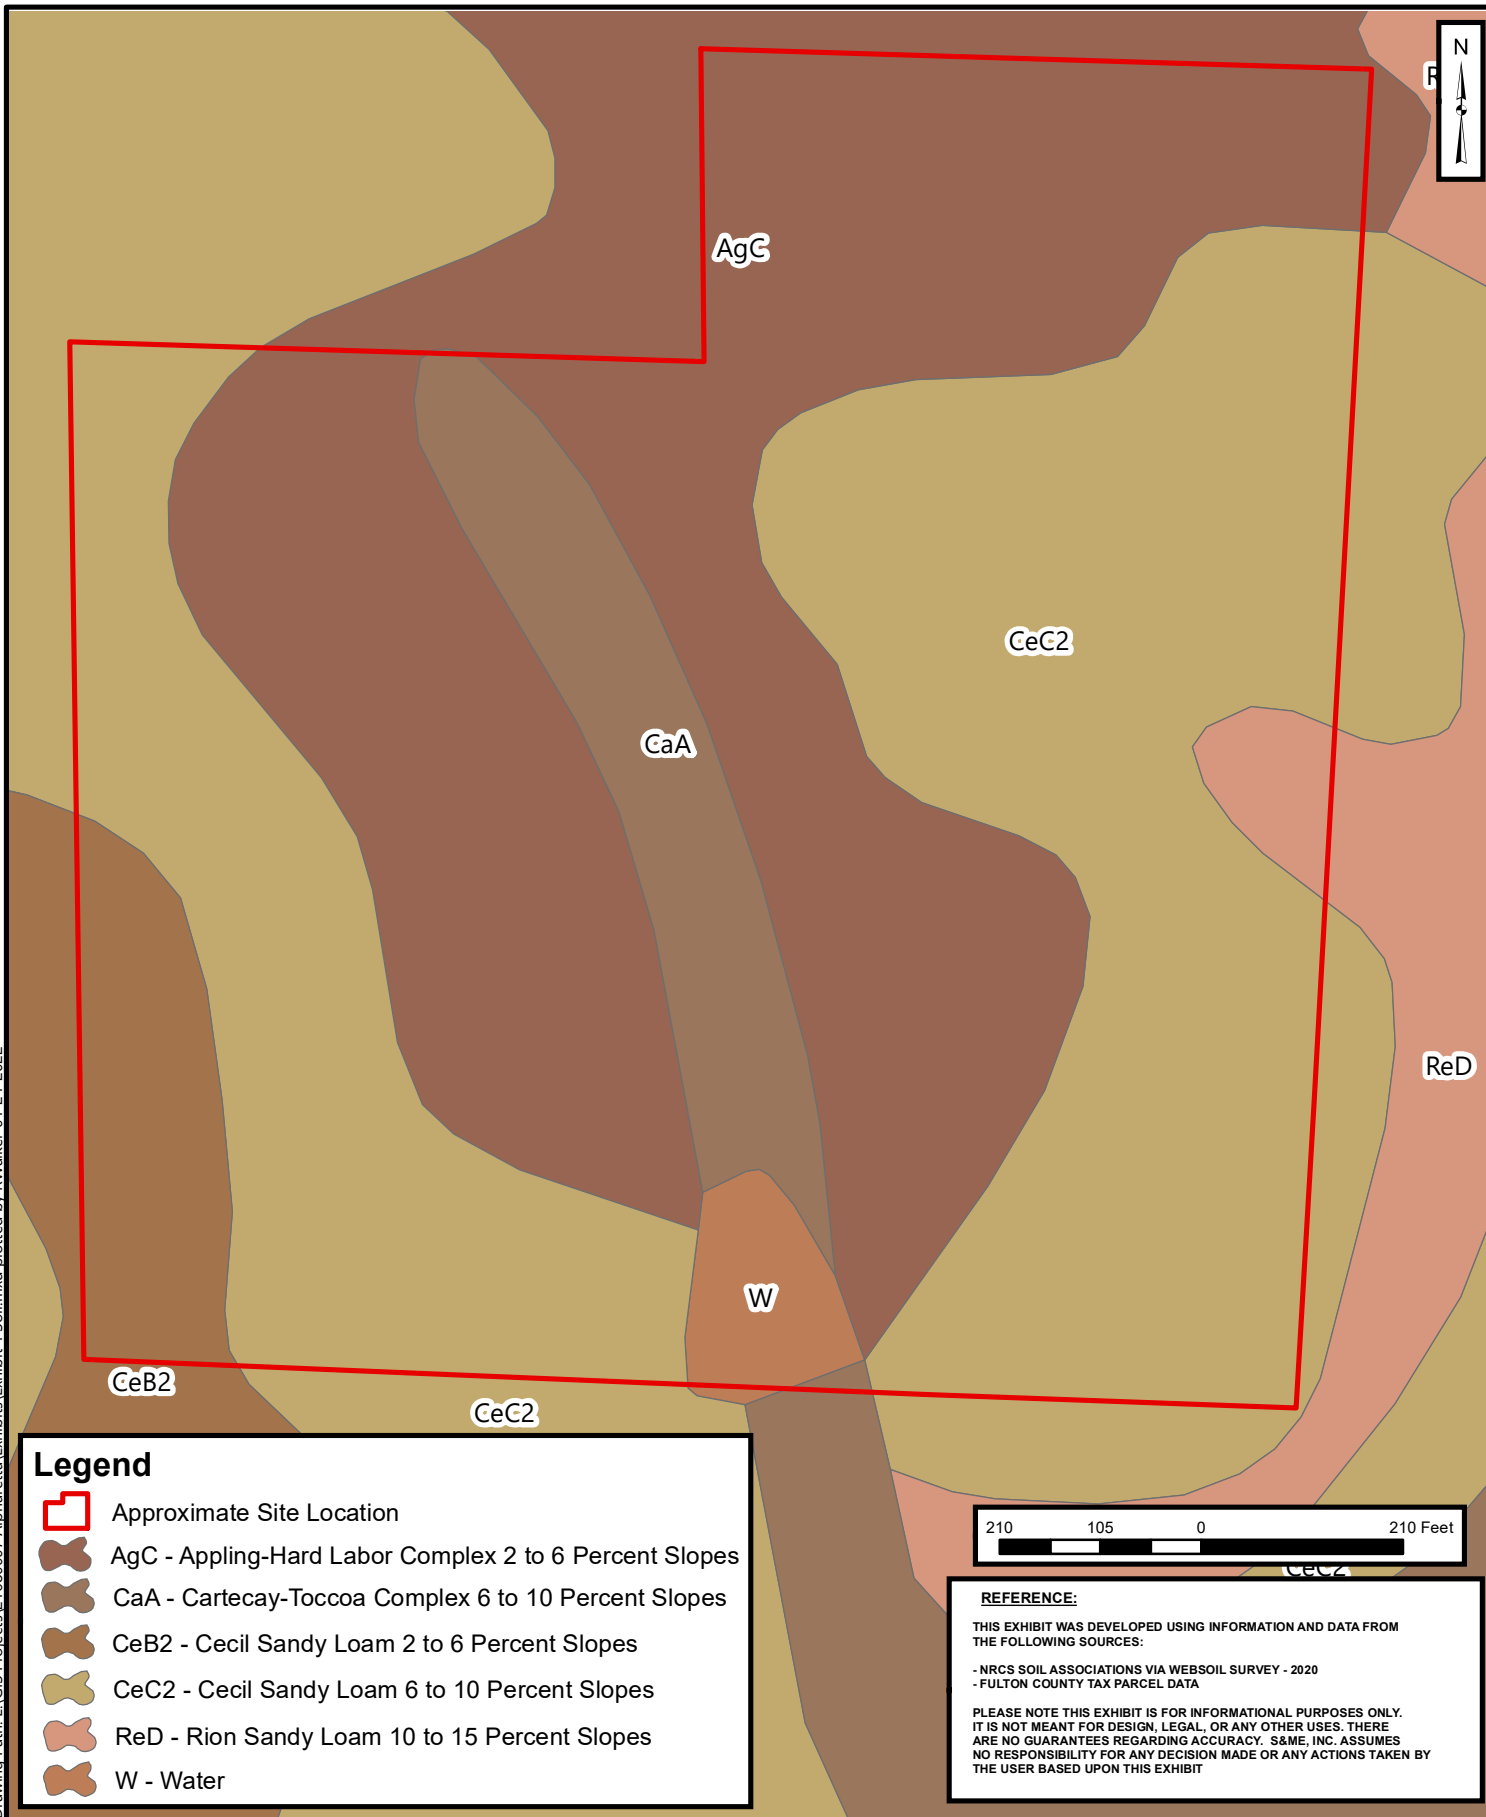 N
R
AgC
CeC2
CaA
ReD
W
CeB2
CeC2
Legend
Approximate Site Location
AgC - Appling-Hard Labor Complex 2 to 6 Percent Slopes
CaA - Cartecay-Toccoa Complex 6 to 10 Percent Slopes
CeB2 - Cecil Sandy Loam 2 to 6 Percent Slopes
CeC2 - Cecil Sandy Loam 6 to 10 Percent Slopes
ReD - Rion Sandy Loam 10 to 15 Percent Slopes
W - Water
210 105 0 210 Feet
CeC2
REFERENCE:
THIS EXHIBIT WAS DEVELOPED USING INFORMATION AND DATA FROM
THE FOLLOWING SOURCES:
- NRCS SOIL ASSOCIATIONS VIA WEBSOIL SURVEY - 2020
- FULTON COUNTY TAX PARCEL DATA
PLEASE NOTE THIS EXHIBIT IS FOR INFORMATIONAL PURPOSES ONLY.
IT IS NOT MEANT FOR DESIGN, LEGAL, OR ANY OTHER USES. THERE
ARE NO GUARANTEES REGARDING ACCURACY. S&ME, INC. ASSUMES
NO RESPONSIBILITY FOR ANY DECISION MADE OR ANY ACTIONS TAKEN BY
THE USER BASED UPON THIS EXHIBIT